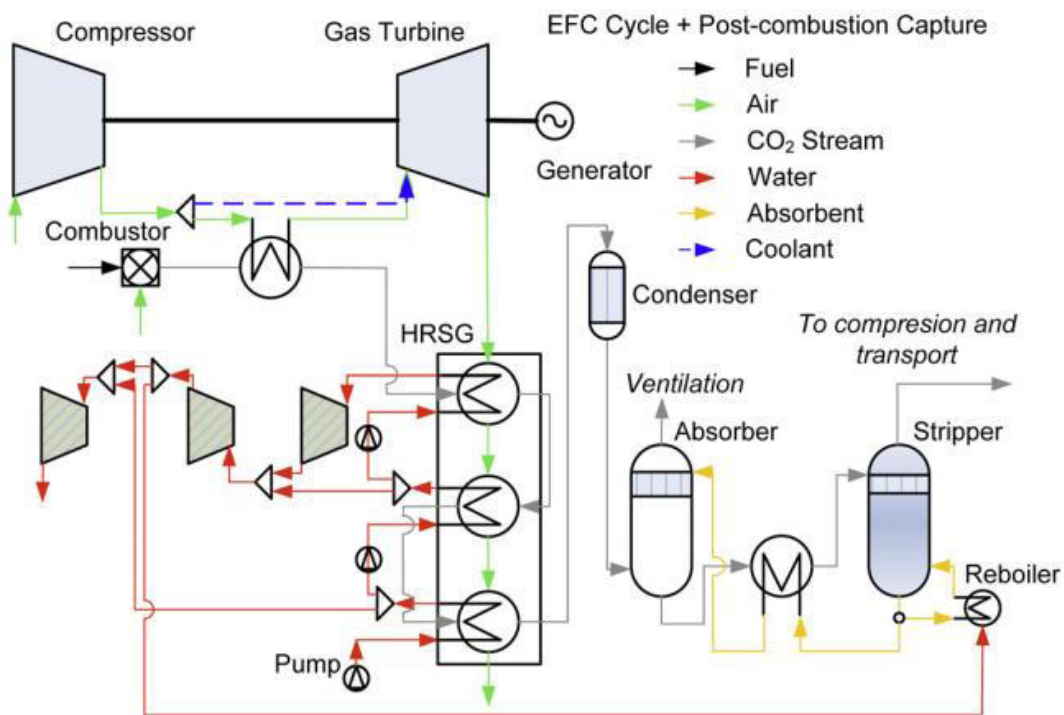 Compressor
Gas Turbine
EFC Cycle + Post-combustion Capture
Fuel
Air
CO₂ Stream
Water
Absorbent
Coolant
Generator
Combustor
Condenser
HRSG
To compresion and
transport
Ventilation
Absorber
Stripper
Reboiler
Pump